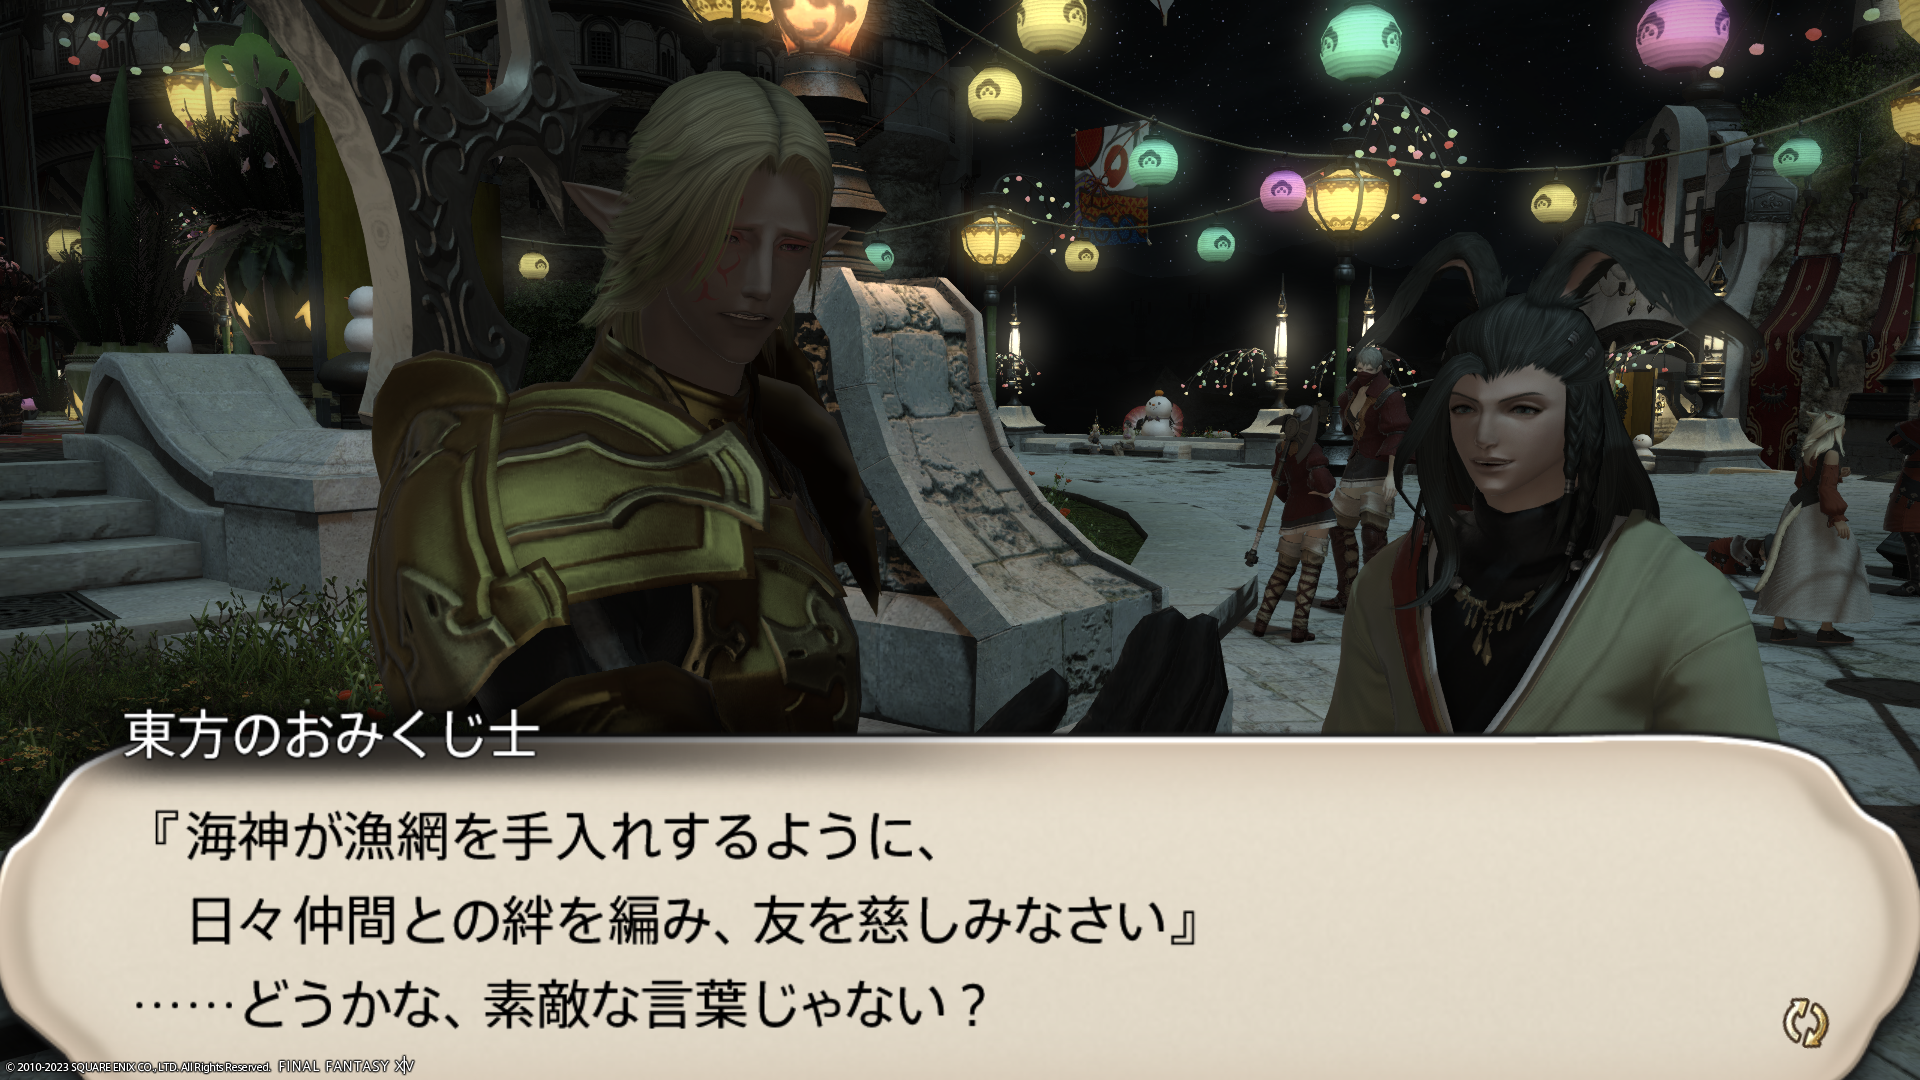 東方のおみくじ士
『海神が漁網を手入れするように、
日々仲間との絆を編み、友を慈しみなさい』
……どうかな、素敵な言葉じゃない？
© 2010-2023 SQUARE ENIX CO., LTD. All Rights Reserved. FINAL FANTASY XIV